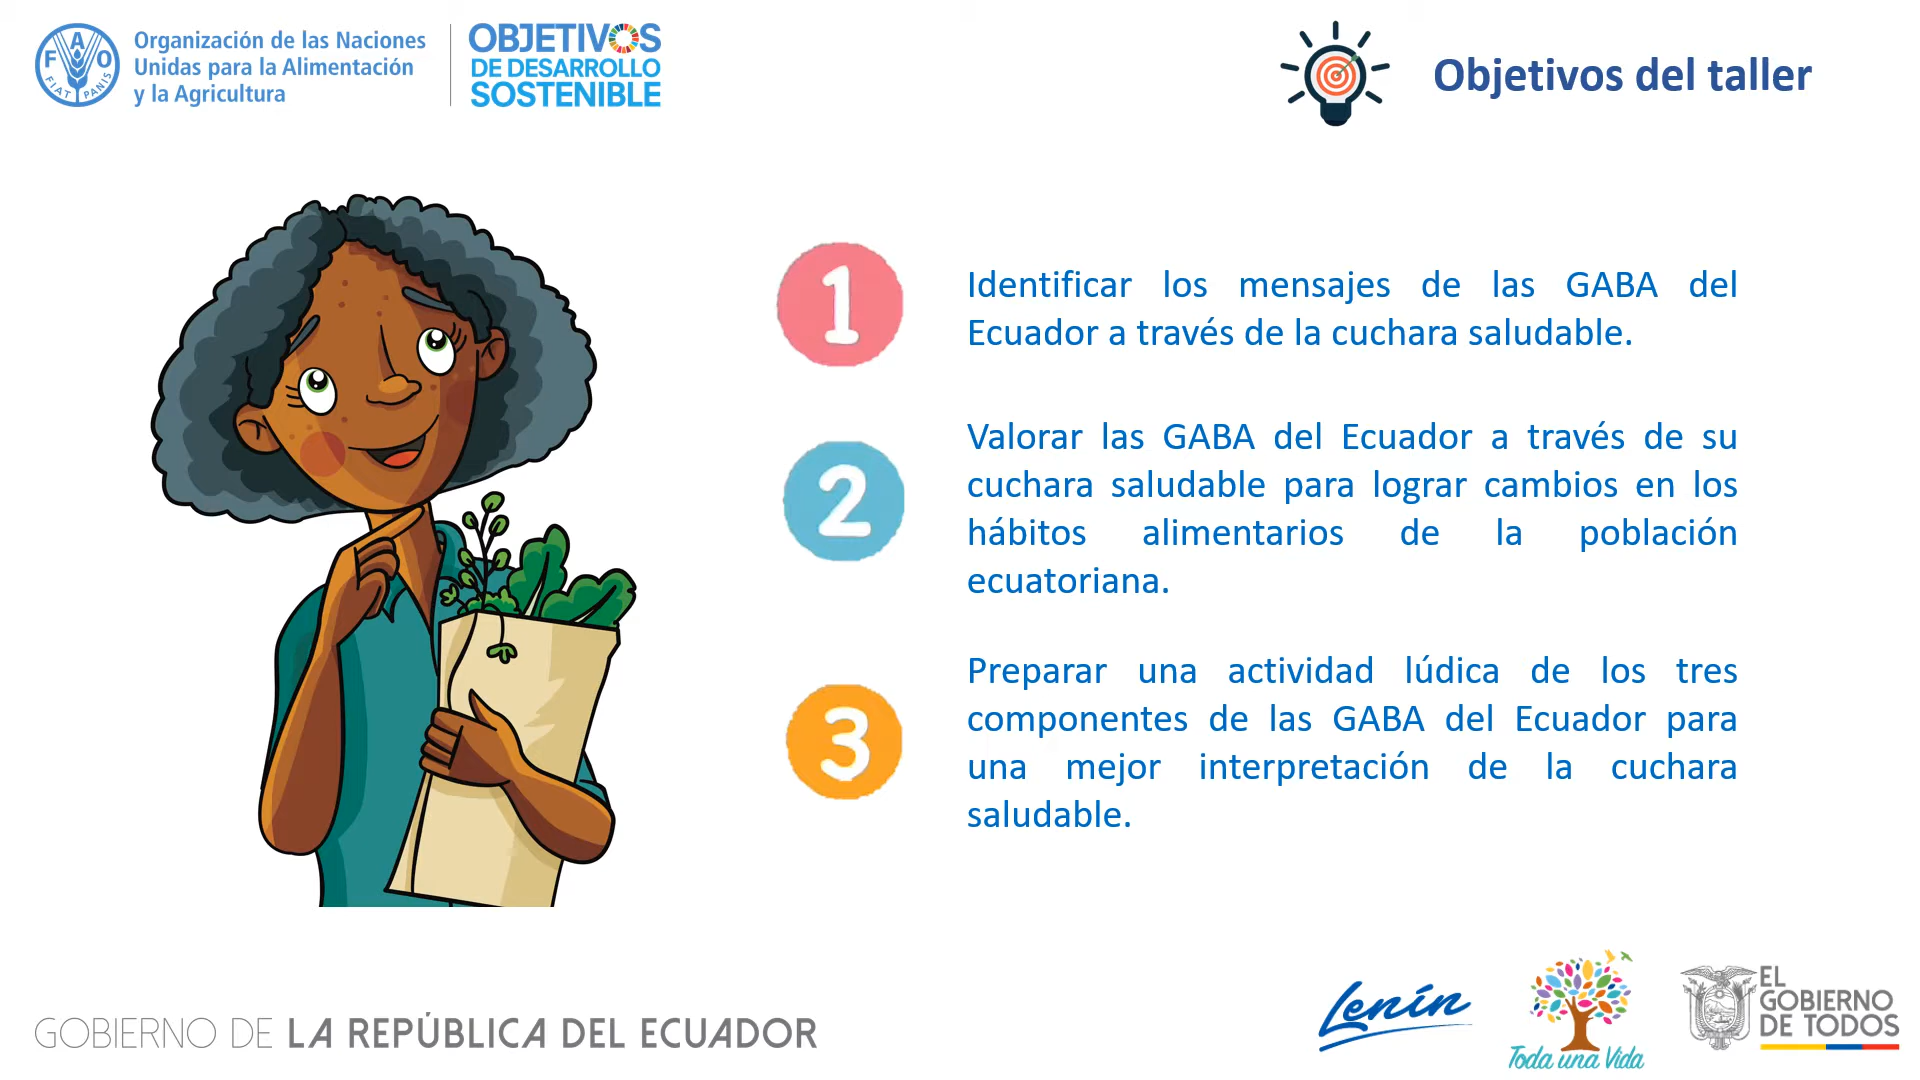 FAO
FIAT PANIS
Organización de las Naciones
Unidas para la Alimentación
y la Agricultura
OBJETIVOS
DE DESARROLLO
SOSTENIBLE
Objetivos del taller
1
Identificar los mensajes de las GABA del
Ecuador a través de la cuchara saludable.
2
Valorar las GABA del Ecuador a través de su
cuchara saludable para lograr cambios en los
hábitos alimentarios de la población
ecuatoriana.
3
Preparar una actividad lúdica de los tres
componentes de las GABA del Ecuador para
una mejor interpretación de la cuchara
saludable.
GOBIERNO DE LA REPÚBLICA DEL ECUADOR
Lenín
Toda una Vida
EL
GOBIERNO
DE TODOS